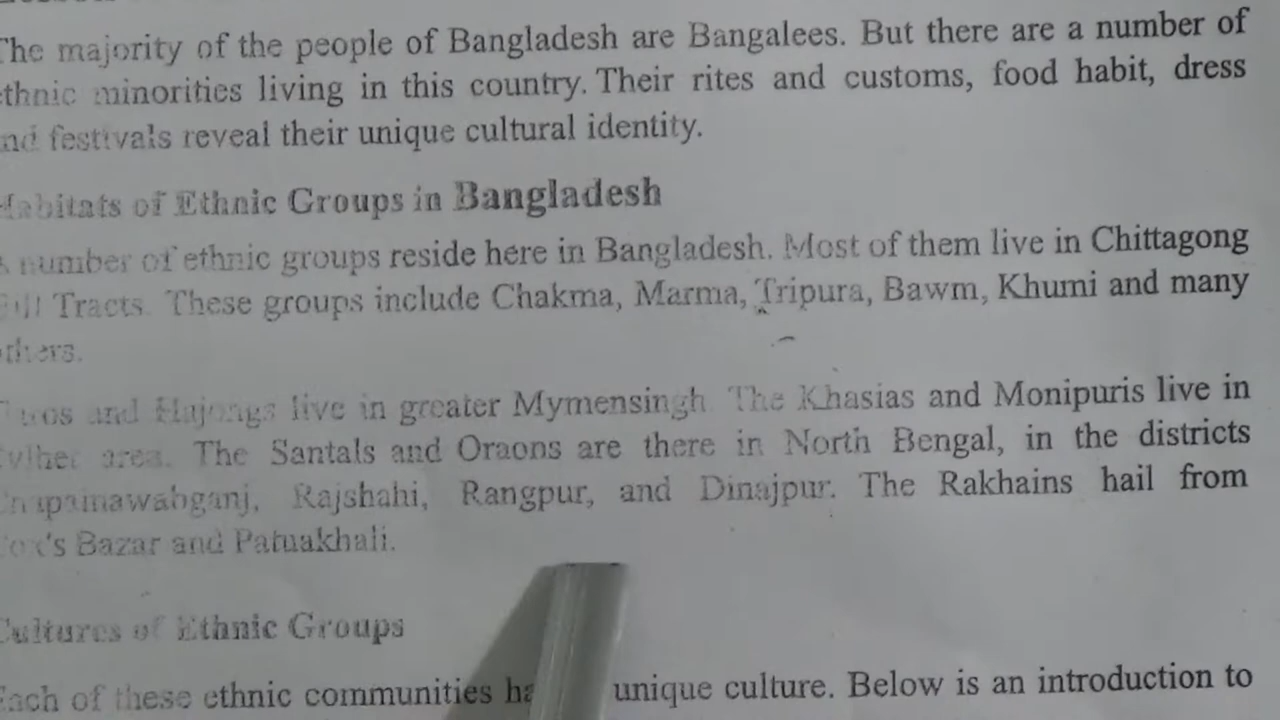 The majority of the people of Bangladesh are Bangalees. But there are a number of
ethnic minorities living in this country. Their rites and customs, food habit, dress
and festivals reveal their unique cultural identity.
Habitats of Ethnic Groups in Bangladesh
A number of ethnic groups reside here in Bangladesh. Most of them live in Chittagong
Hill Tracts. These groups include Chakma, Marma, Tripura, Bawm, Khumi and many
others.
and Hajongs live in greater Mymensingh. The Khasias and Monipuris live in
area. The Santals and Oraons are there in North Bengal, in the districts
Chapainawabganj, Rajshahi, Rangpur, and Dinajpur. The Rakhains hail from
Cox's Bazar and Patuakhali.
Cultures of Ethnic Groups
Each of these ethnic communities unique culture. Below is an introduction to